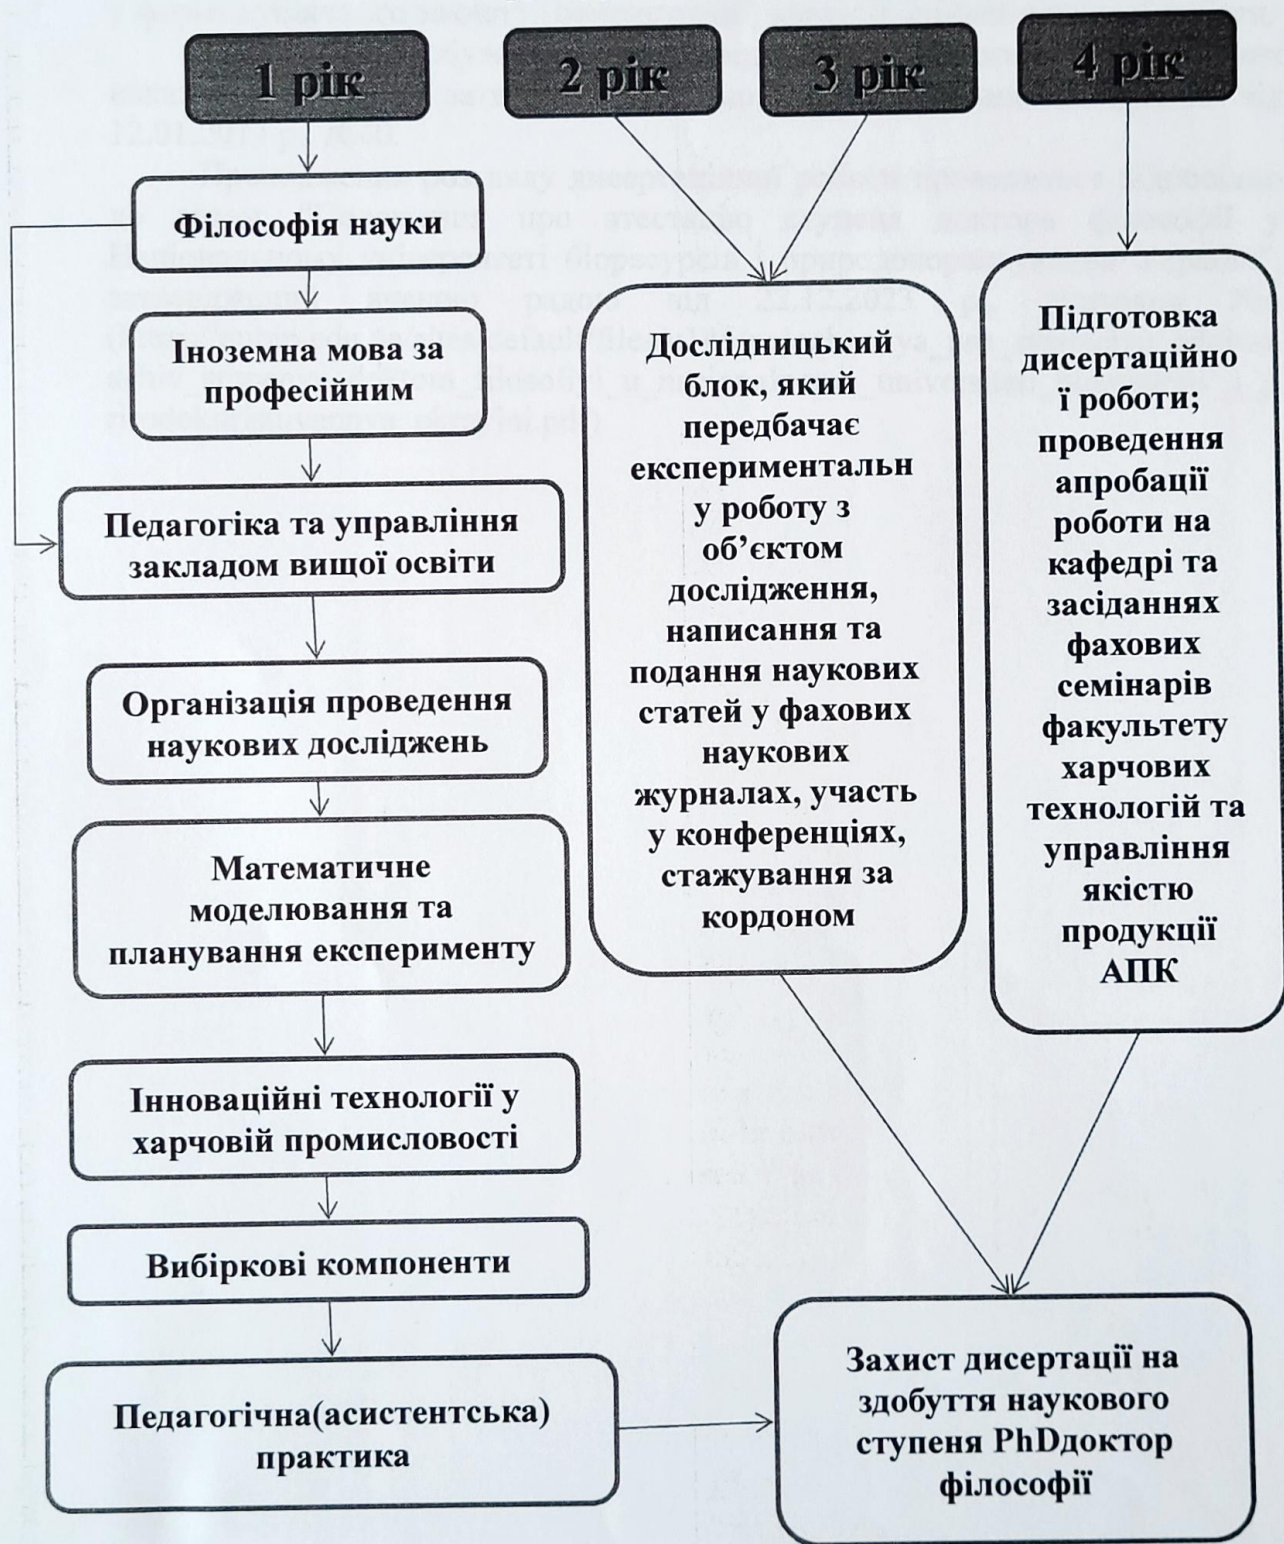 1 рік
2 рік
3 рік
4 рік
Філософія науки
Іноземна мова за
професійним
Педагогіка та управління
закладом вищої освіти
Організація проведення
наукових досліджень
Математичне
моделювання та
планування експерименту
Інноваційні технології у
харчовій промисловості
Вибіркові компоненти
Педагогічна(асистентська)
практика
Дослідницький
блок, який
передбачає
експериментальн
у роботу з
об’єктом
дослідження,
написання та
подання наукових
статей у фахових
наукових
журналах, участь
у конференціях,
стажування за
кордоном
Підготовка
дисертаційно
ї роботи;
проведення
апробації
роботи на
кафедрі та
засіданнях
фахових
семінарів
факультету
харчових
технологій та
управління
якістю
продукції
АПК
Захист дисертації на
здобуття наукового
ступеня PhDдоктор
філософії